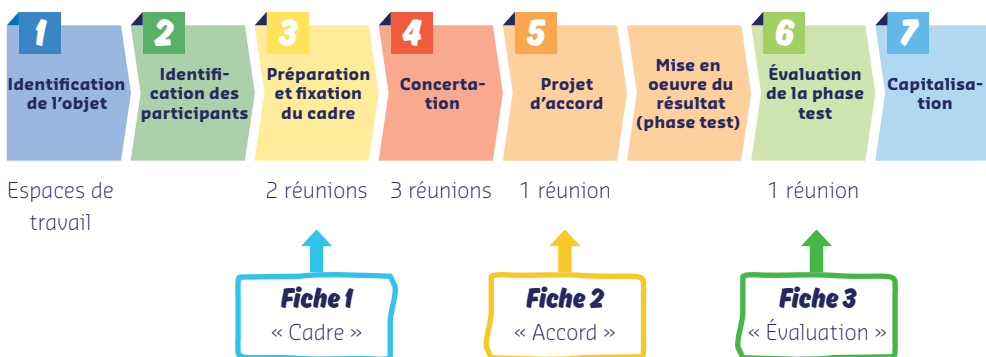 1
Identification
de l'objet
2
Identifi-
cation des
participants
3
Préparation
et fixation
du cadre
4
Concerta-
tion
5
Projet
d'accord
Mise en
oeuvre du
résultat
(phase test)
6
Évaluation
de la phase
test
7
Capitalisa-
tion
Espaces de
travail
2 réunions
3 réunions
1 réunion
1 réunion
Fiche 1
« Cadre »
Fiche 2
« Accord »
Fiche 3
« Évaluation »